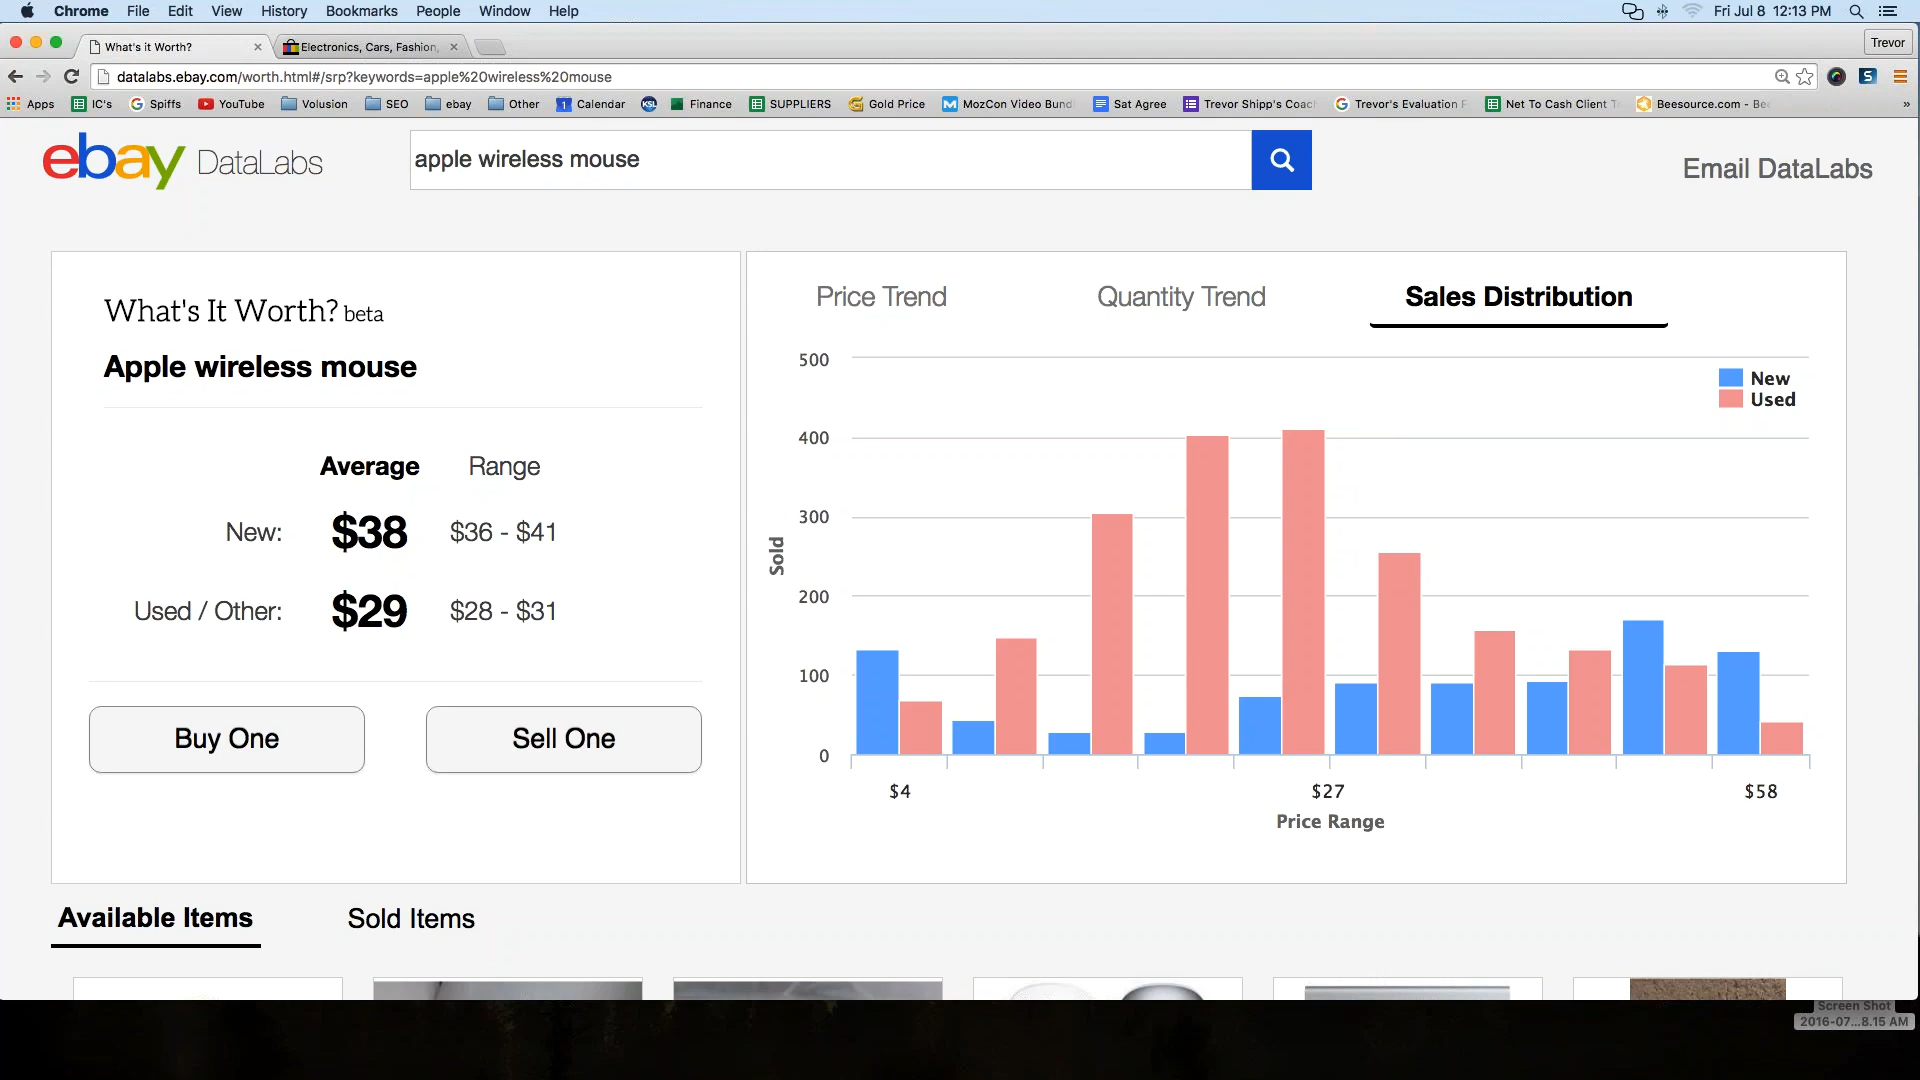 Chrome File Edit View History Bookmarks People Window Help Fri Jul 8 12:13 PM
What's it Worth? Electronics, Cars, Fashion, Trevor
datalabs.ebay.com/worth.html#/srp?keywords=apple%20wireless%20mouse
Apps IC's Spiffs YouTube Volusion SEO ebay Other 1 Calendar KSL Finance SUPPLIERS Gold Price MozCon Video Bund Sat Agree Trevor Shipp's Coac Trevor's Evaluation F Net To Cash Client T Beesource.com - Bee »
ebay DataLabs
apple wireless mouse
Email DataLabs
What's It Worth? beta
Apple wireless mouse
Average Range
New: $38 $36 - $41
Used / Other: $29 $28 - $31
Buy One Sell One
Price Trend Quantity Trend Sales Distribution
500
400
300
200
100
0
Sold
New
Used
$4 $27 $58
Price Range
Available Items Sold Items
Screen Shot
2016-07...8.15 AM